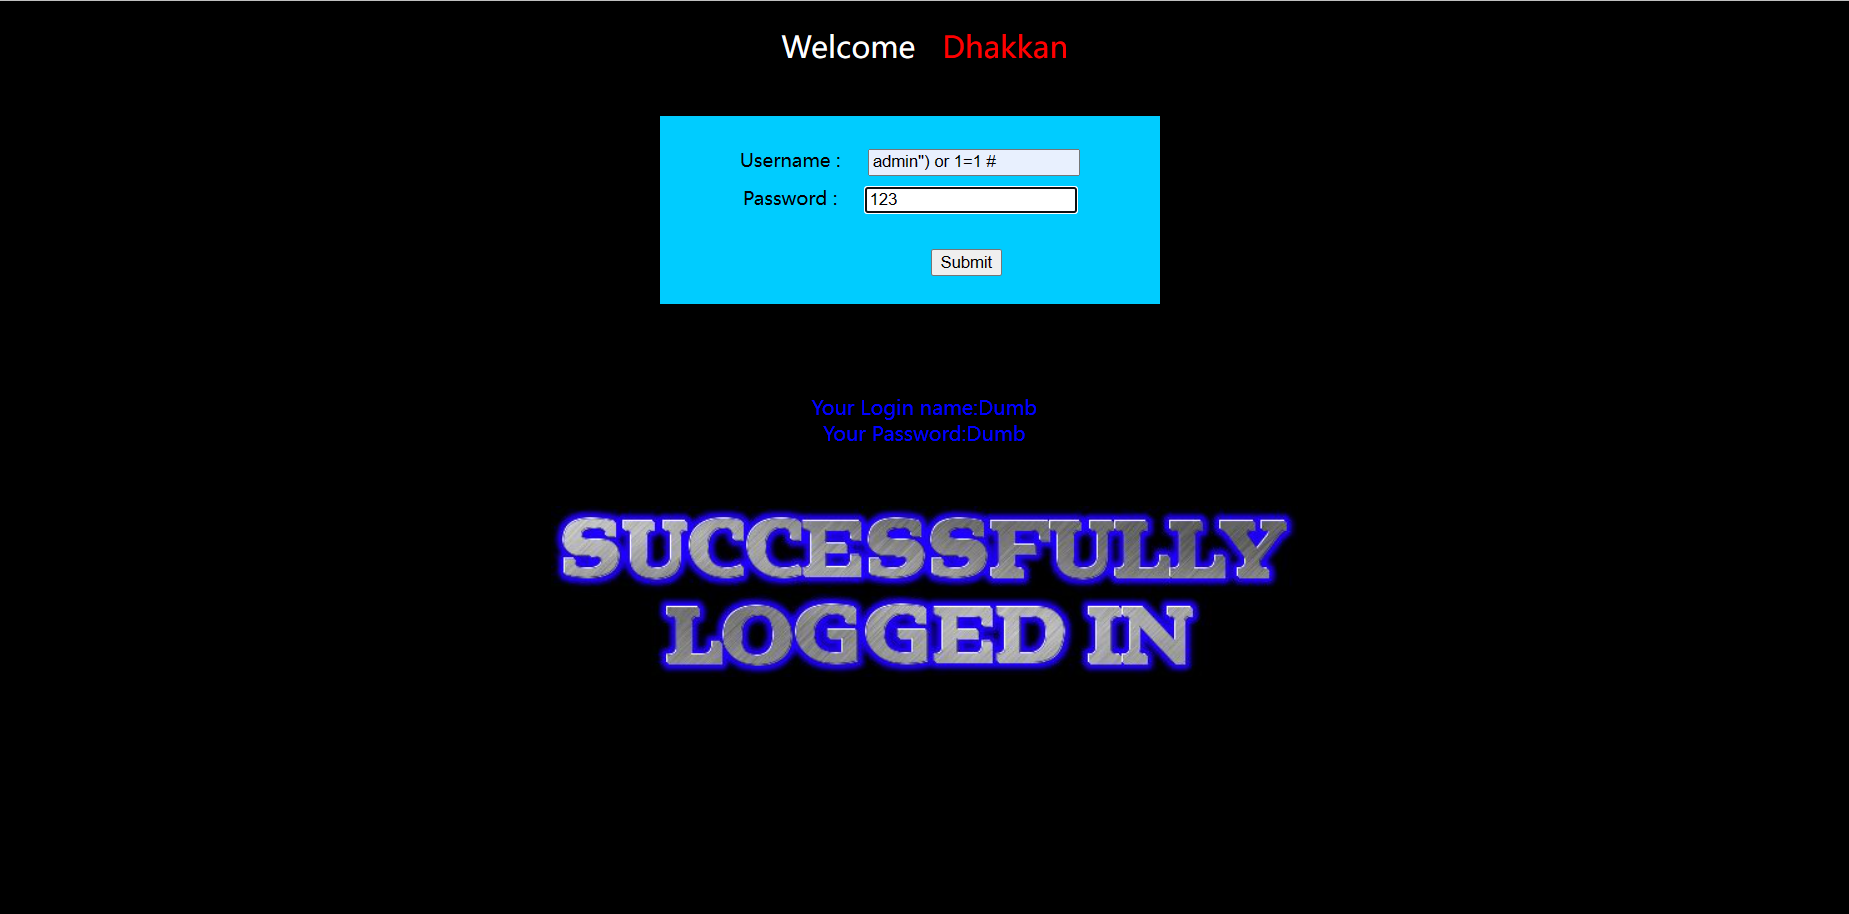 Welcome Dhakkan
Username : admin") or 1=1 #
Password : 123
Submit
Your Login name:Dumb
Your Password:Dumb
SUCCESSFULLY
LOGGED IN